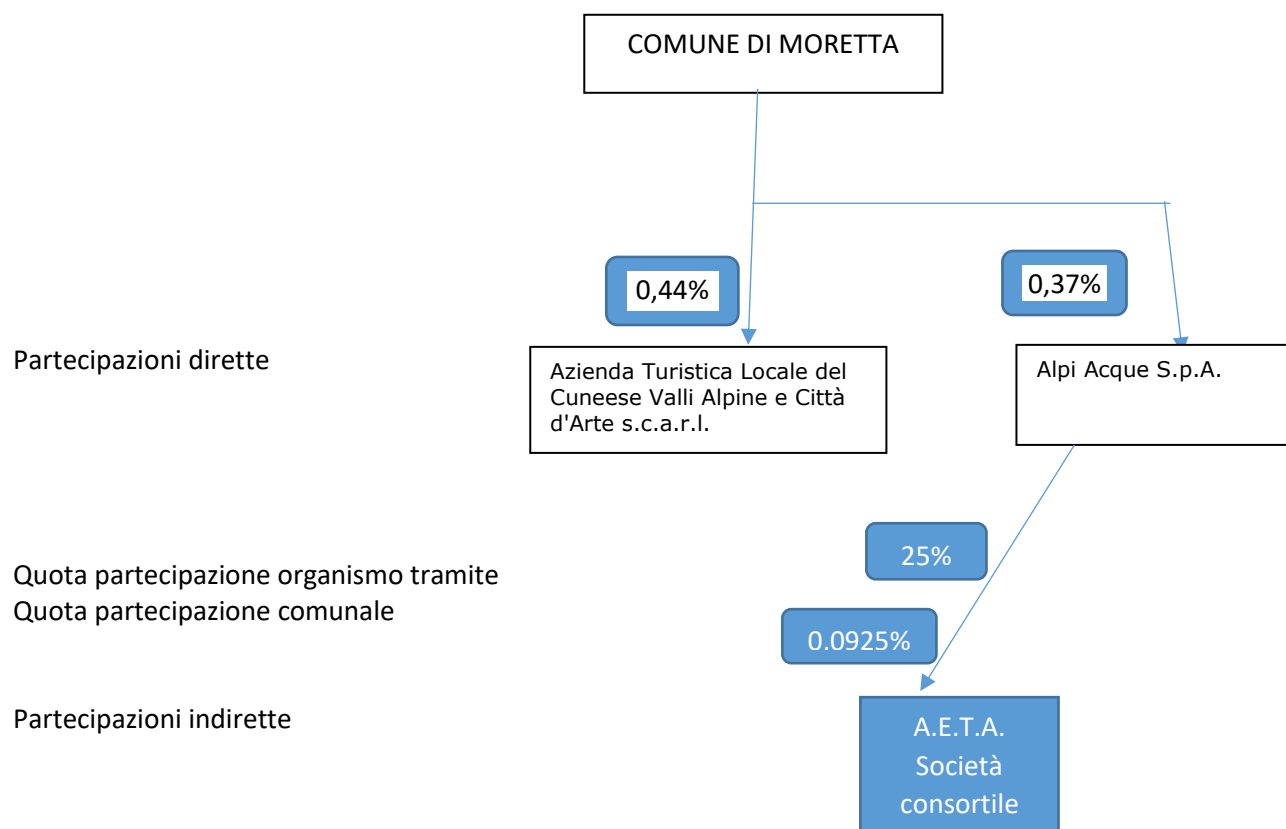 COMUNE DI MORETTA
0,44%
0,37%
Partecipazioni dirette
Azienda Turistica Locale del
Cuneese Valli Alpine e Città
d'Arte s.c.a.r.l.
Alpi Acque S.p.A.
25%
Quota partecipazione organismo tramite
Quota partecipazione comunale
0.0925%
Partecipazioni indirette
A.E.T.A.
Società
consortile